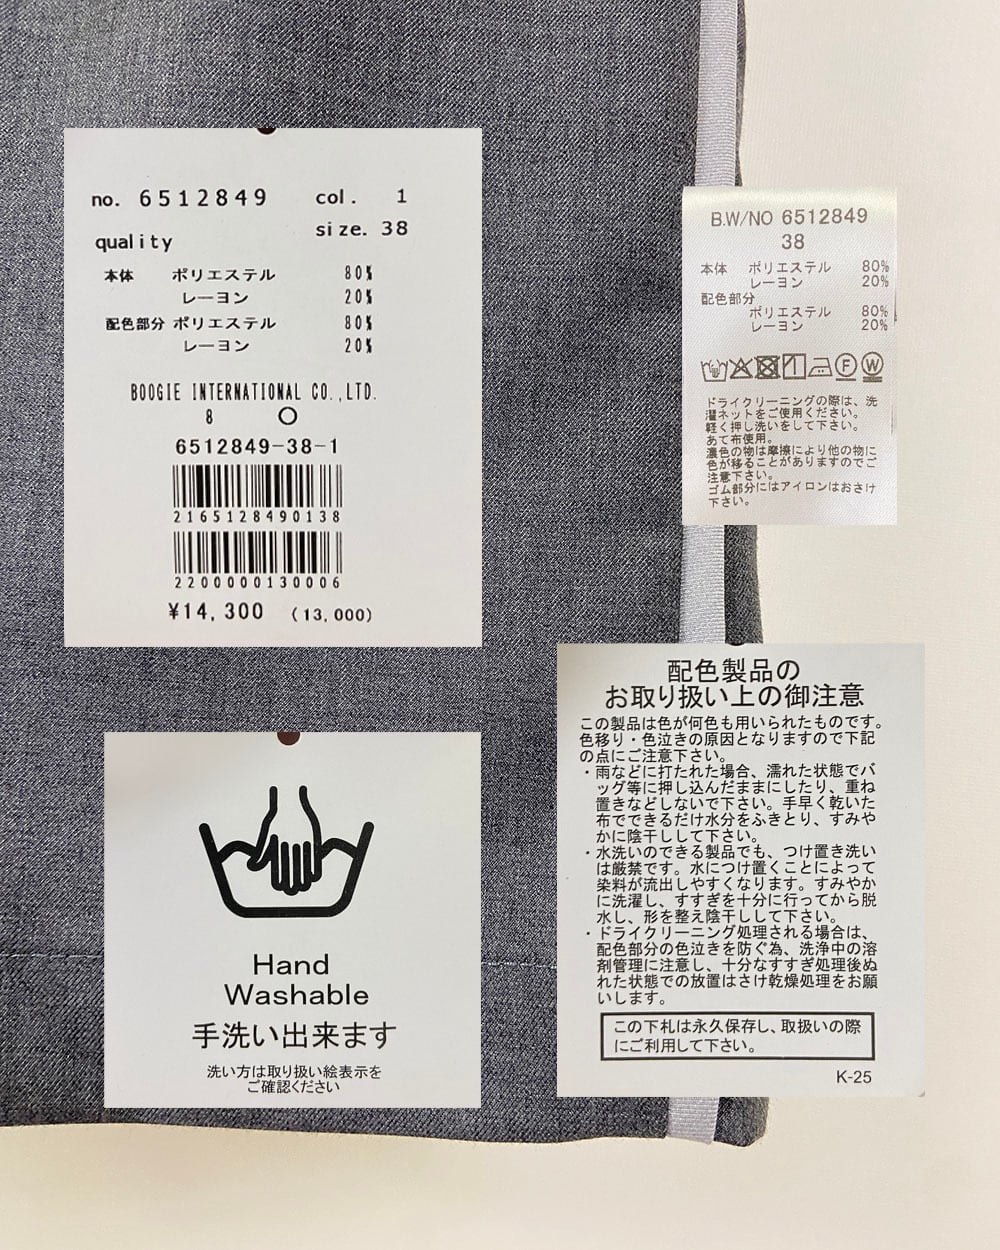 no. 6512849 col. 1
size. 38
quality
本体 ポリエステル 80%
レーヨン 20%
配色部分 ポリエステル 80%
レーヨン 20%
BOOGIE INTERNATIONAL CO.,LTD.
8 ○
6512849-38-1
2165128490138
2200000130006
¥14,300 (13,000)
B.W/NO 6512849
38
本体 ポリエステル 80%
レーヨン 20%
配色部分
ポリエステル 80%
レーヨン 20%
F W
ドライクリーニングの際は、洗
濯ネットをご使用ください。
軽く押し洗いをして下さい。
あて布使用。
濃色の物は摩擦により他の物に
色が移ることがありますのでご
注意下さい。
ゴム部分にはアイロンはおさけ
下さい。
Hand
Washable
手洗い出来ます
洗い方は取り扱い絵表示を
ご確認ください
配色製品の
お取り扱い上の御注意
この製品は色が何色も用いられたものです。
色移り・色泣きの原因となりますので下記
の点にご注意下さい。
・雨などに打たれた場合、濡れた状態でバ
ッグ等に押し込んだままにしたり、重ね
置きなどしないで下さい。手早く乾いた
布でできるだけ水分をふきとり、すみや
かに陰干しして下さい。
・水洗いのできる製品でも、つけ置き洗い
は厳禁です。水につけ置くことによって
染料が流出しやすくなります。すみやか
に洗濯し、すすぎを十分に行ってから脱
水し、形を整え陰干しして下さい。
・ドライクリーニング処理される場合は、
配色部分の色泣きを防ぐ為、洗浄中の溶
剤管理に注意し、十分なすすぎ処理後ぬ
れた状態での放置はさけ乾燥処理をお願
いします。
この下札は永久保存し、取扱いの際
にご利用して下さい。
K-25